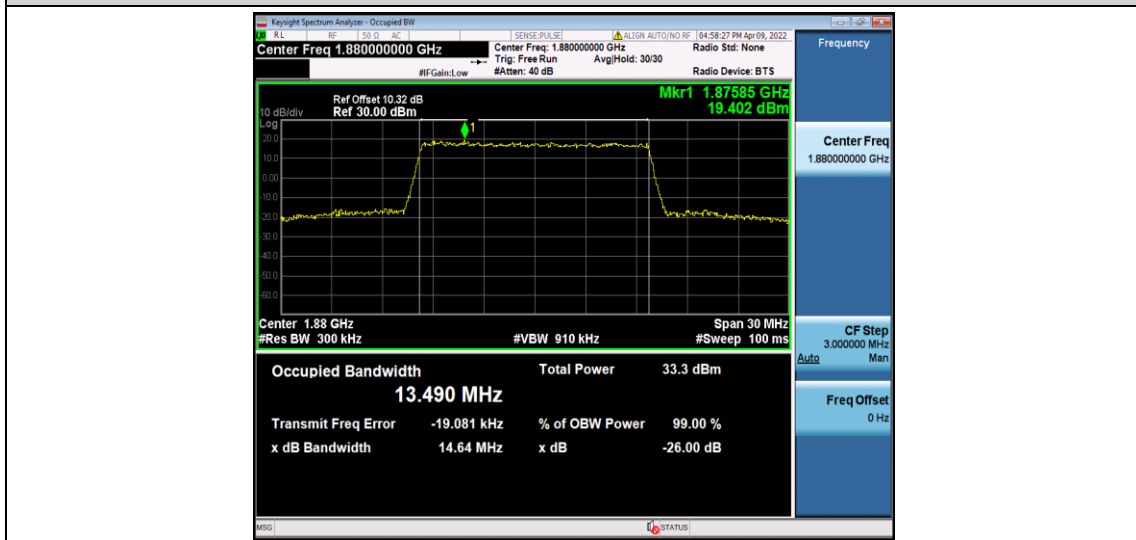 Keysight Spectrum Analyzer - Occupied BW
LXI RL RF 50 Ω AC SENSE:PULSE ALIGN AUTO/NO RF 04:58:27 PM Apr 09, 2022
Center Freq 1.880000000 GHz Center Freq: 1.880000000 GHz Radio Std: None
Trig: Free Run Avg|Hold: 30/30
#IFGain:Low #Atten: 40 dB Radio Device: BTS
Frequency
Mkr1 1.87585 GHz
19.402 dBm
Ref Offset 10.32 dB
10 dB/div Ref 30.00 dBm
Log
1
20.0
10.0
0.00
-10.0
-20.0
-30.0
-40.0
-50.0
-60.0
Center 1.88 GHz Span 30 MHz
#Res BW 300 kHz #VBW 910 kHz #Sweep 100 ms
Occupied Bandwidth Total Power 33.3 dBm
13.490 MHz
Transmit Freq Error -19.081 kHz % of OBW Power 99.00 %
x dB Bandwidth 14.64 MHz x dB -26.00 dB
Center Freq
1.880000000 GHz
CF Step
3.000000 MHz
Auto Man
Freq Offset
0 Hz
MSG STATUS